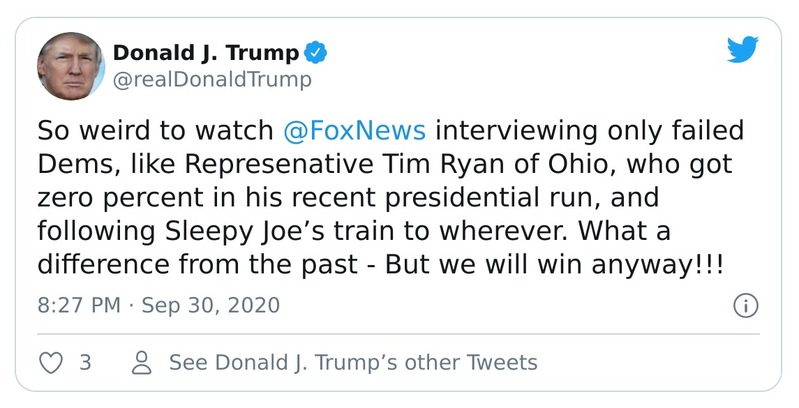 Donald J. Trump
@realDonaldTrump
So weird to watch @FoxNews interviewing only failed
Dems, like Represenative Tim Ryan of Ohio, who got
zero percent in his recent presidential run, and
following Sleepy Joe’s train to wherever. What a
difference from the past - But we will win anyway!!!
8:27 PM · Sep 30, 2020
3 See Donald J. Trump’s other Tweets